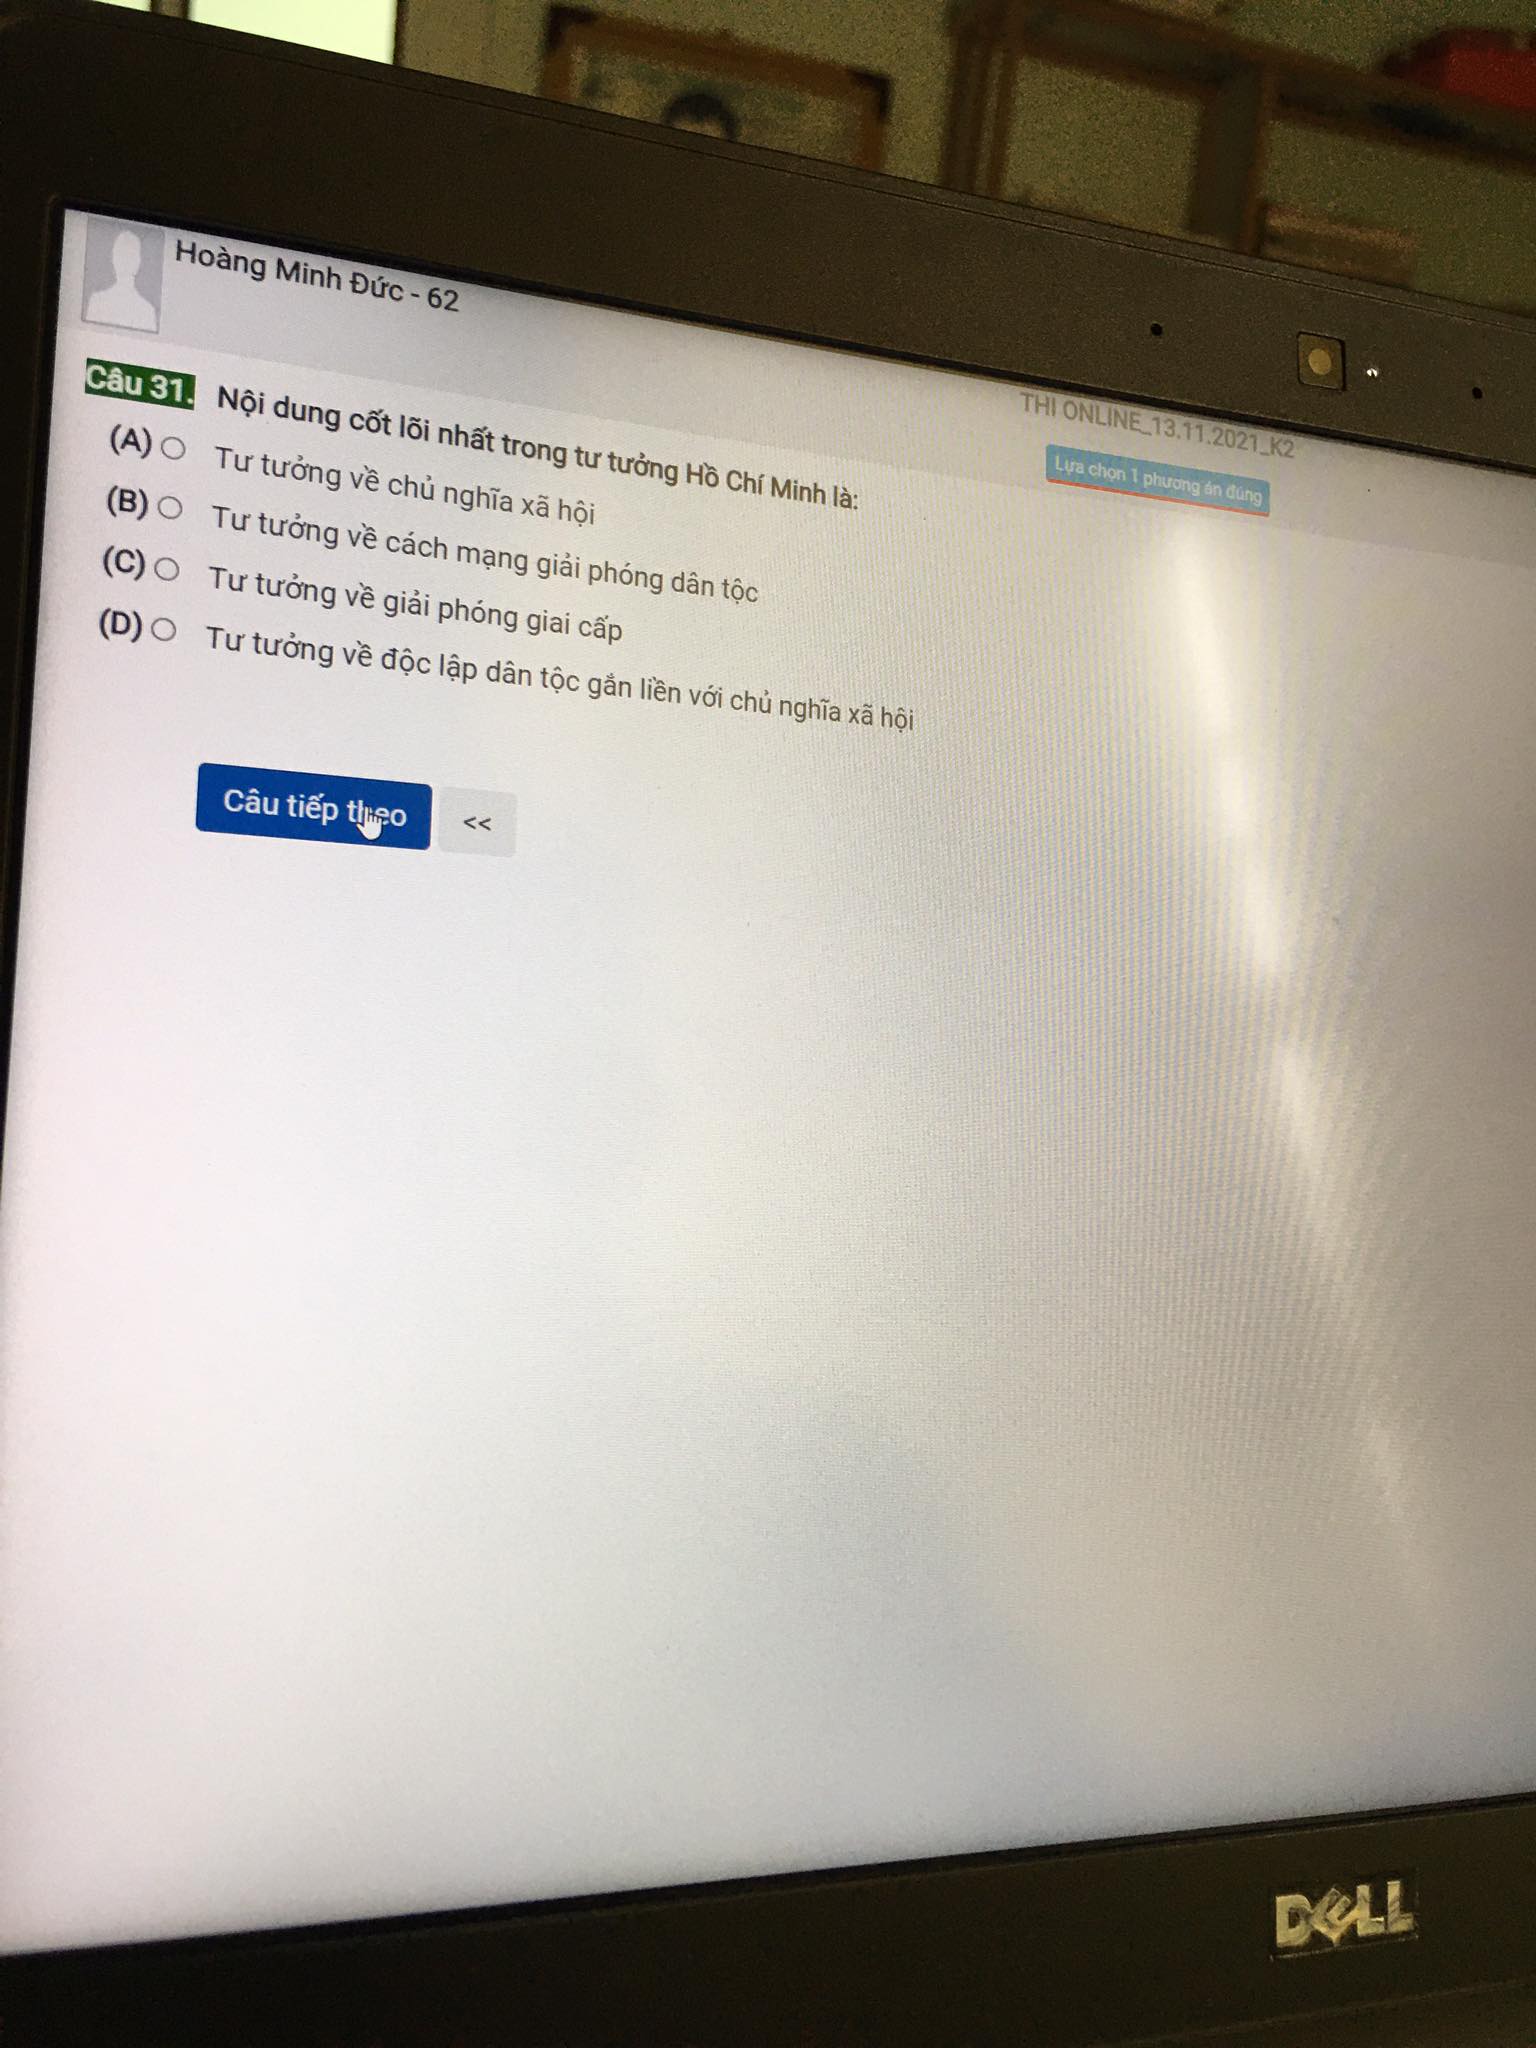 Hoàng Minh Đức - 62
THI ONLINE_13.11.2021_K2
Lựa chọn 1 phương án đúng
Câu 31. Nội dung cốt lõi nhất trong tư tưởng Hồ Chí Minh là:
(A) Tư tưởng về chủ nghĩa xã hội
(B) Tư tưởng về cách mạng giải phóng dân tộc
(C) Tư tưởng về giải phóng giai cấp
(D) Tư tưởng về độc lập dân tộc gắn liền với chủ nghĩa xã hội
Câu tiếp theo <<
DELL